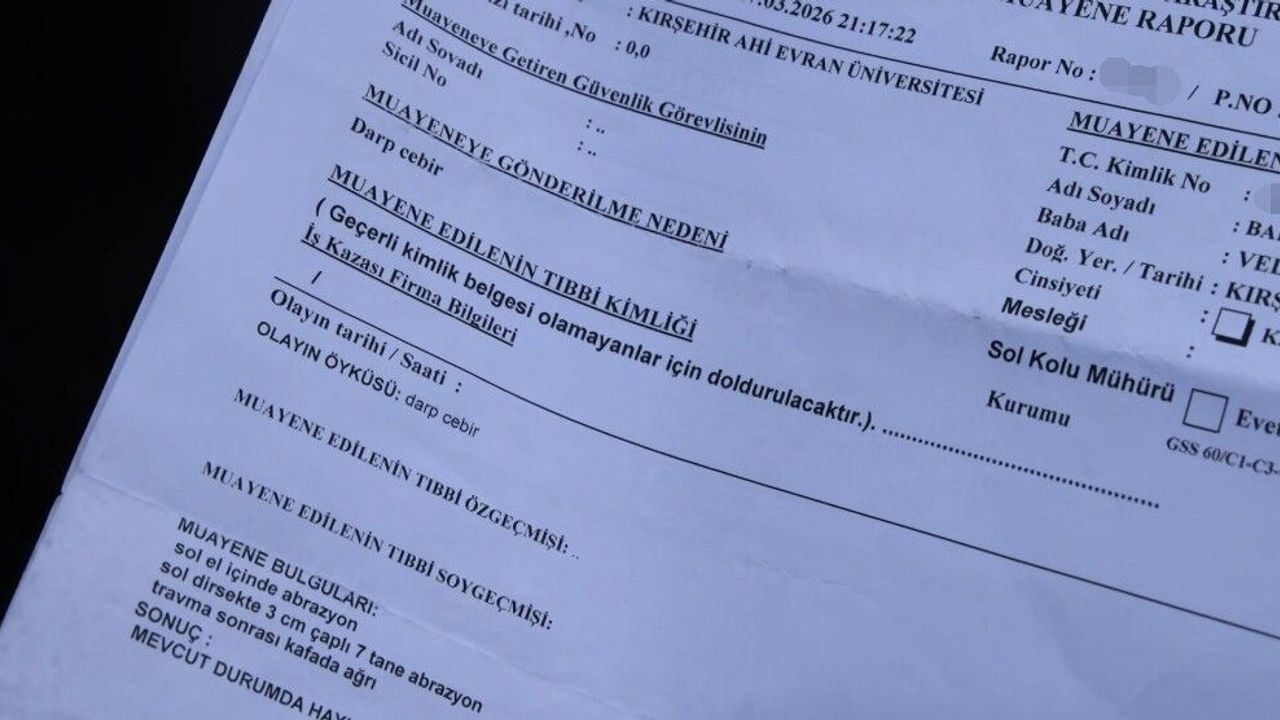 .03.2026 21:17:22
MUAYENE RAPORU
tarihi ,No : 0,0
: KIRŞEHİR AHİ EVRAN ÜNİVERSİTESİ
Rapor No : / P.NO
Muayeneye Getiren Güvenlik Görevlisinin
Adı Soyadı : ..
Sicil No : ..
MUAYENEYE GÖNDERİLME NEDENİ
Darp cebir
MUAYENE EDİLENİN TIBBİ KİMLİĞİ
( Geçerli kimlik belgesi olamayanlar için doldurulacaktır.). ..........
İş Kazası Firma Bilgileri
/
MUAYENE
T.C. Kimlik No :
Adı Soyadı :
Baba Adı :
Doğ. Yer. / Tarihi :
Cinsiyeti :
Mesleği :
Sol Kolu Mühürü
Kurumu
GSS 60/C1-C3-
Olayın tarihi / Saati :
OLAYIN ÖYKÜSÜ: darp cebir
MUAYENE EDİLENİN TIBBİ ÖZGEÇMİŞİ: ..
MUAYENE EDİLENİN TIBBİ SOYGEÇMİŞİ:
MUAYENE BULGULARI:
sol el içinde abrazyon
sol dirsekte 3 cm çaplı 7 tane abrazyon
travma sonrası kafada ağrı
SONUÇ :
MEVCUT DURUMDA